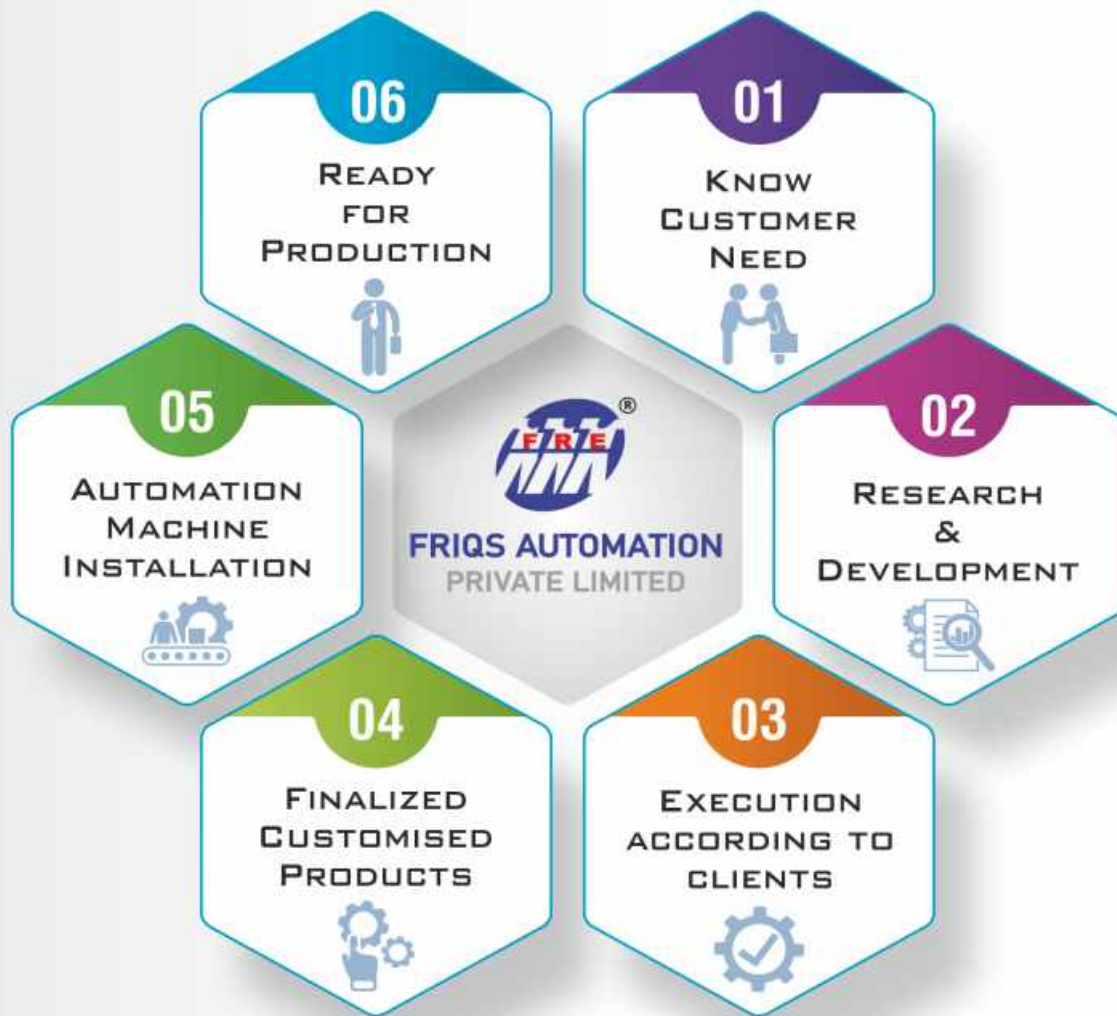 06
READY
FOR
PRODUCTION
01
KNOW
CUSTOMER
NEED
05
AUTOMATION
MACHINE
INSTALLATION
®
FRE
FRIQS AUTOMATION
PRIVATE LIMITED
02
RESEARCH
&
DEVELOPMENT
04
FINALIZED
CUSTOMISED
PRODUCTS
03
EXECUTION
ACCORDING TO
CLIENTS